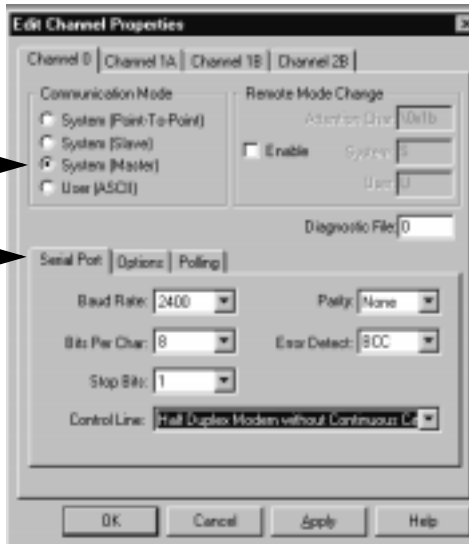 Edit Channel Properties
Channel 0 Channel 1A Channel 1B Channel 2B
Communication Mode
System (Point-To-Point)
System (Slave)
System (Master)
User (ASCII)
Remote Mode Change
Attention Char: \0x1b
Enable
System: S
User: U
Diagnostic File: 0
Serial Port Options Polling
Baud Rate: 2400
Parity: None
Bits Per Char: 8
Error Detect: BCC
Stop Bits: 1
Control Line: Half Duplex Modem without Continuous Ca
OK Cancel Apply Help